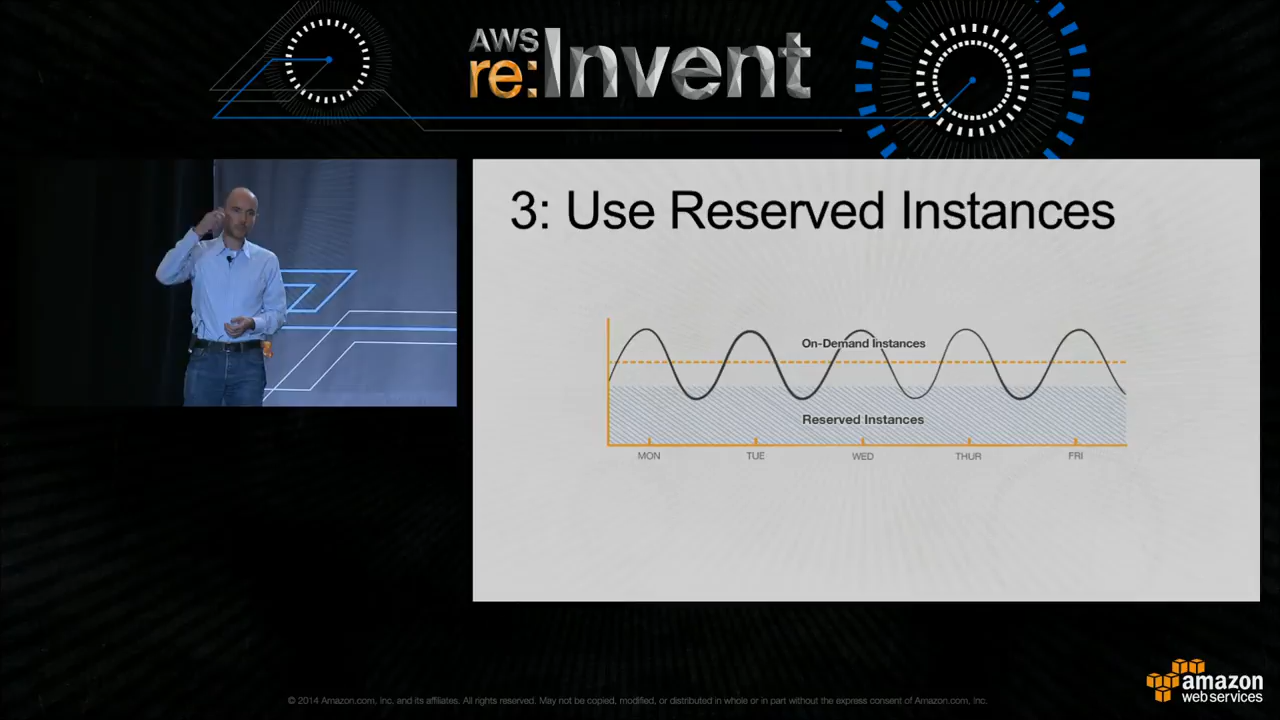 AWS
re:Invent
3: Use Reserved Instances
On-Demand Instances
Reserved Instances
MON TUE WED THUR FRI
© 2014 Amazon.com, Inc. and its affiliates. All rights reserved. May not be copied, modified, or distributed in whole or in part without the express consent of Amazon.com, Inc.
amazon
web services